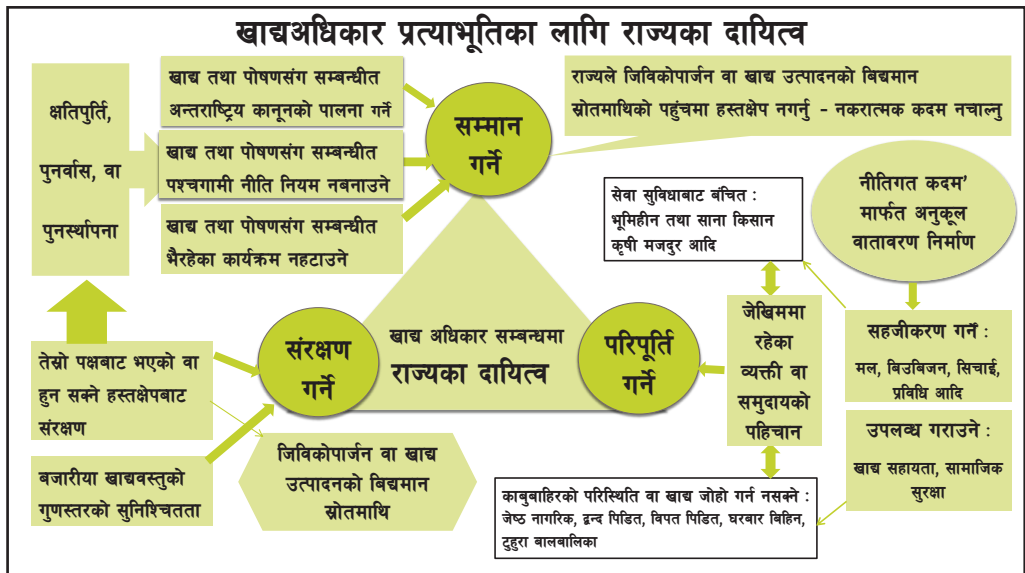 खाद्यअधिकार प्रत्याभूतिका लागि राज्यका दायित्व
क्षतिपुर्ति,
पुनर्वास, वा
पुनर्स्थापना
खाद्य तथा पोषणसंग सम्बन्धीत
अन्तराष्ट्रिय कानूनको पालना गर्ने
खाद्य तथा पोषणसंग सम्बन्धीत
पश्चगामी नीति नियम नबनाउने
खाद्य तथा पोषणसंग सम्बन्धीत
भैरहेका कार्यक्रम नहटाउने
सम्मान
गर्ने
राज्यले जिविकोपार्जन वा खाद्य उत्पादनको बिद्यमान
स्रोतमाथिको पहुंचमा हस्तक्षेप नगर्नु - नकरात्मक कदम नचाल्नु
सेवा सुविधाबाट बंचित :
भूमिहीन तथा साना किसान
कृषी मजदुर आदि
नीतिगत कदम’
मार्फत अनुकूल
वातावरण निर्माण
तेस्रो पक्षबाट भएको वा
हुन सक्ने हस्तक्षेपबाट
संरक्षण
बजारीया खाद्यवस्तुको
गुणस्तरको सुनिश्चितता
संरक्षण
गर्ने
खाद्य अधिकार सम्बन्धमा
राज्यका दायित्व
परिपूर्ति
गर्ने
जेखिममा
रहेका
व्यक्ती वा
समुदायको
पहिचान
सहजीकरण गर्नें :
मल, बिउबिजन, सिचाई,
प्रविधि आदि
उपलब्ध गराउने :
खाद्य सहायता, सामाजिक
सुरक्षा
जिविकोपार्जन वा खाद्य
उत्पादनको बिद्यमान
स्रोतमाथि
काबुबाहिरको परिस्थिति वा खाद्य जोहो गर्न नसक्ने :
जेष्ठ नागरिक, द्वन्द पिडित, विपत पिडित, घरबार बिहिन,
टुहुरा बालबालिका